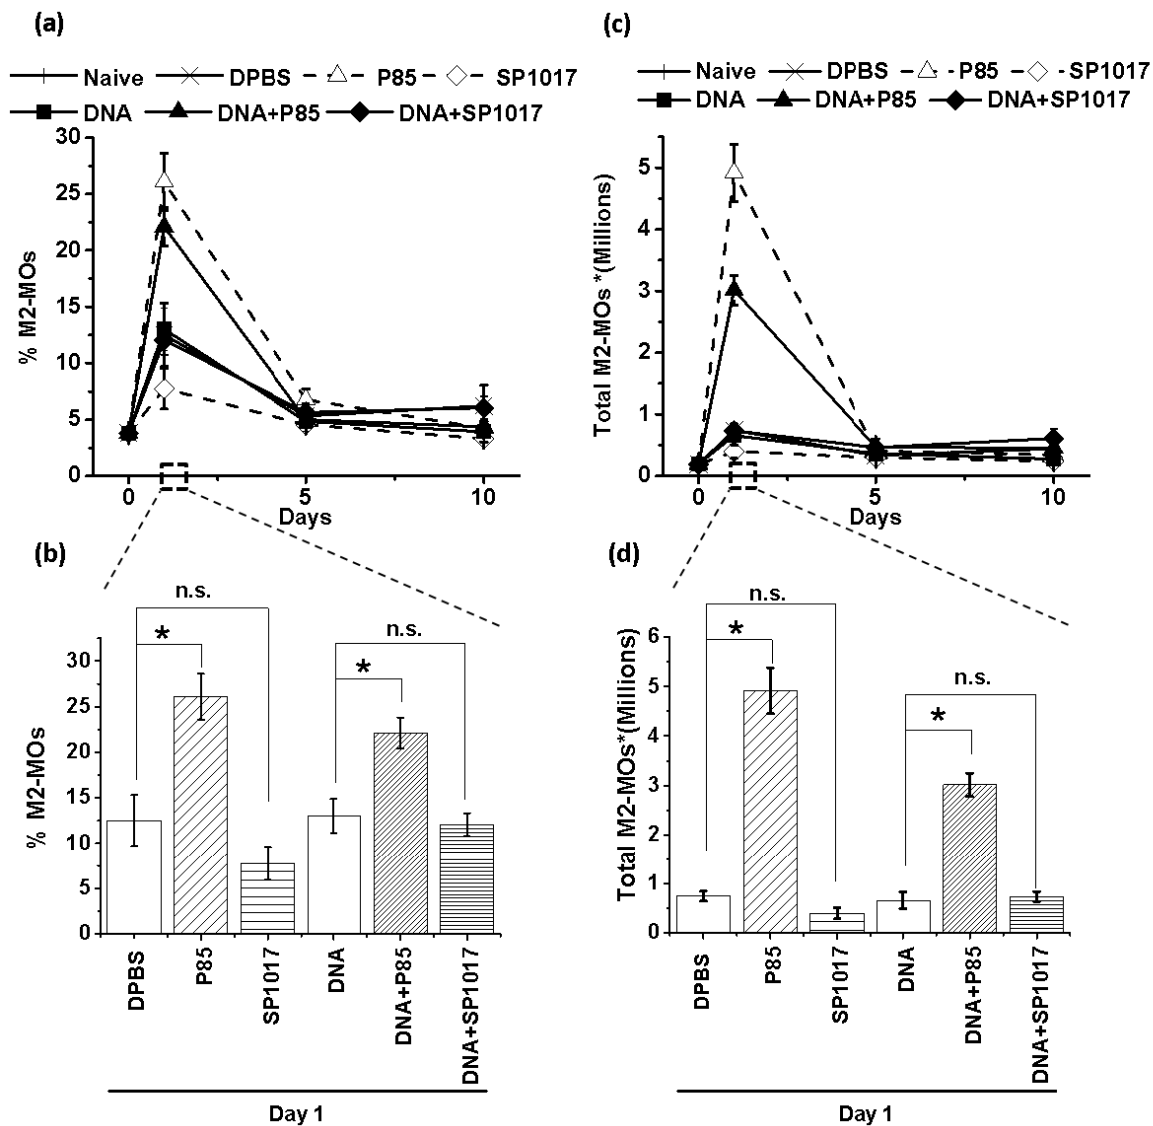 (a)
Naive DPBS P85 SP1017
DNA DNA+P85 DNA+SP1017
30
25
20
15
10
5
0
% M2-MOs
0 5 10
Days
(c)
Naive DPBS P85 SP1017
DNA DNA+P85 DNA+SP1017
5
4
3
2
1
0
Total M2-MOs *(Millions)
0 5 10
Days
(b)
n.s.
*
n.s.
*
30
25
20
15
10
5
0
% M2-MOs
DPBS
P85
SP1017
DNA
DNA+P85
DNA+SP1017
Day 1
(d)
n.s.
*
n.s.
*
6
5
4
3
2
1
0
Total M2-MOs*(Millions)
DPBS
P85
SP1017
DNA
DNA+P85
DNA+SP1017
Day 1